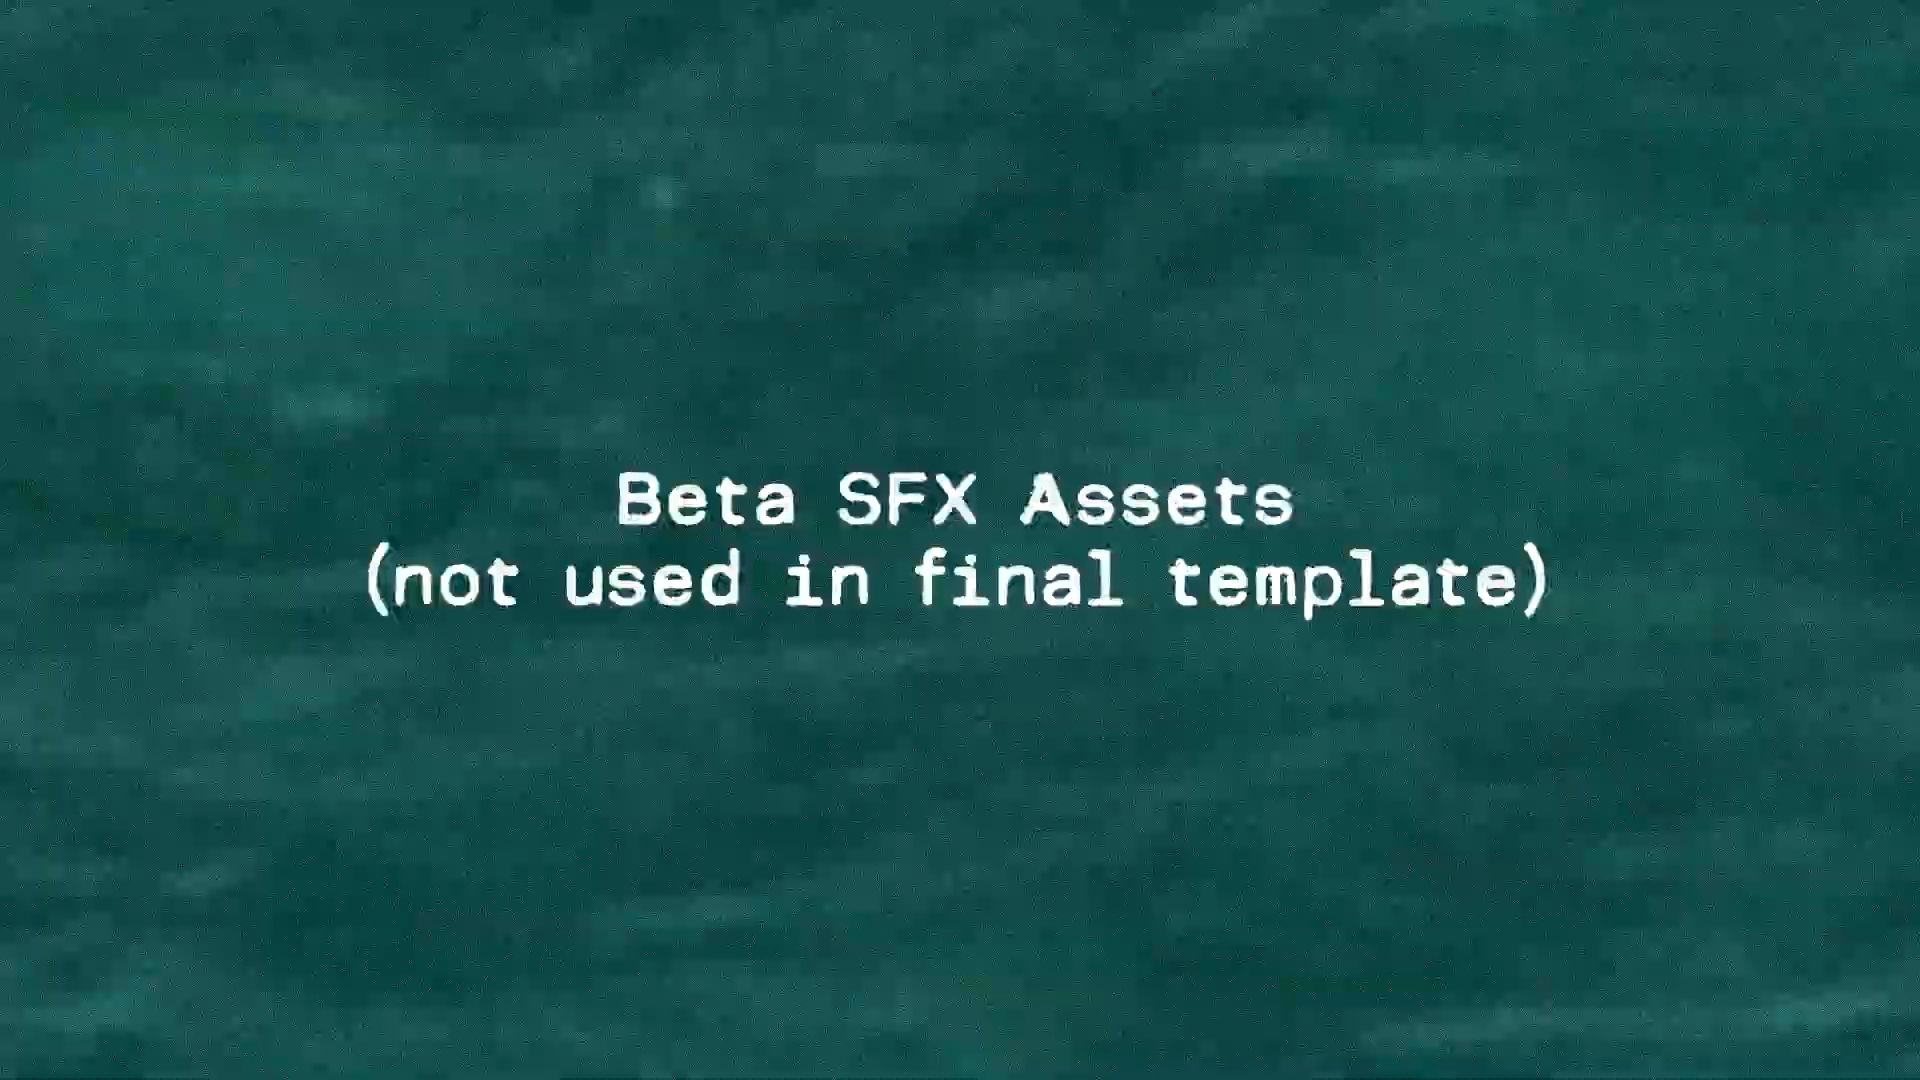 Beta SFX Assets
(not used in final template)